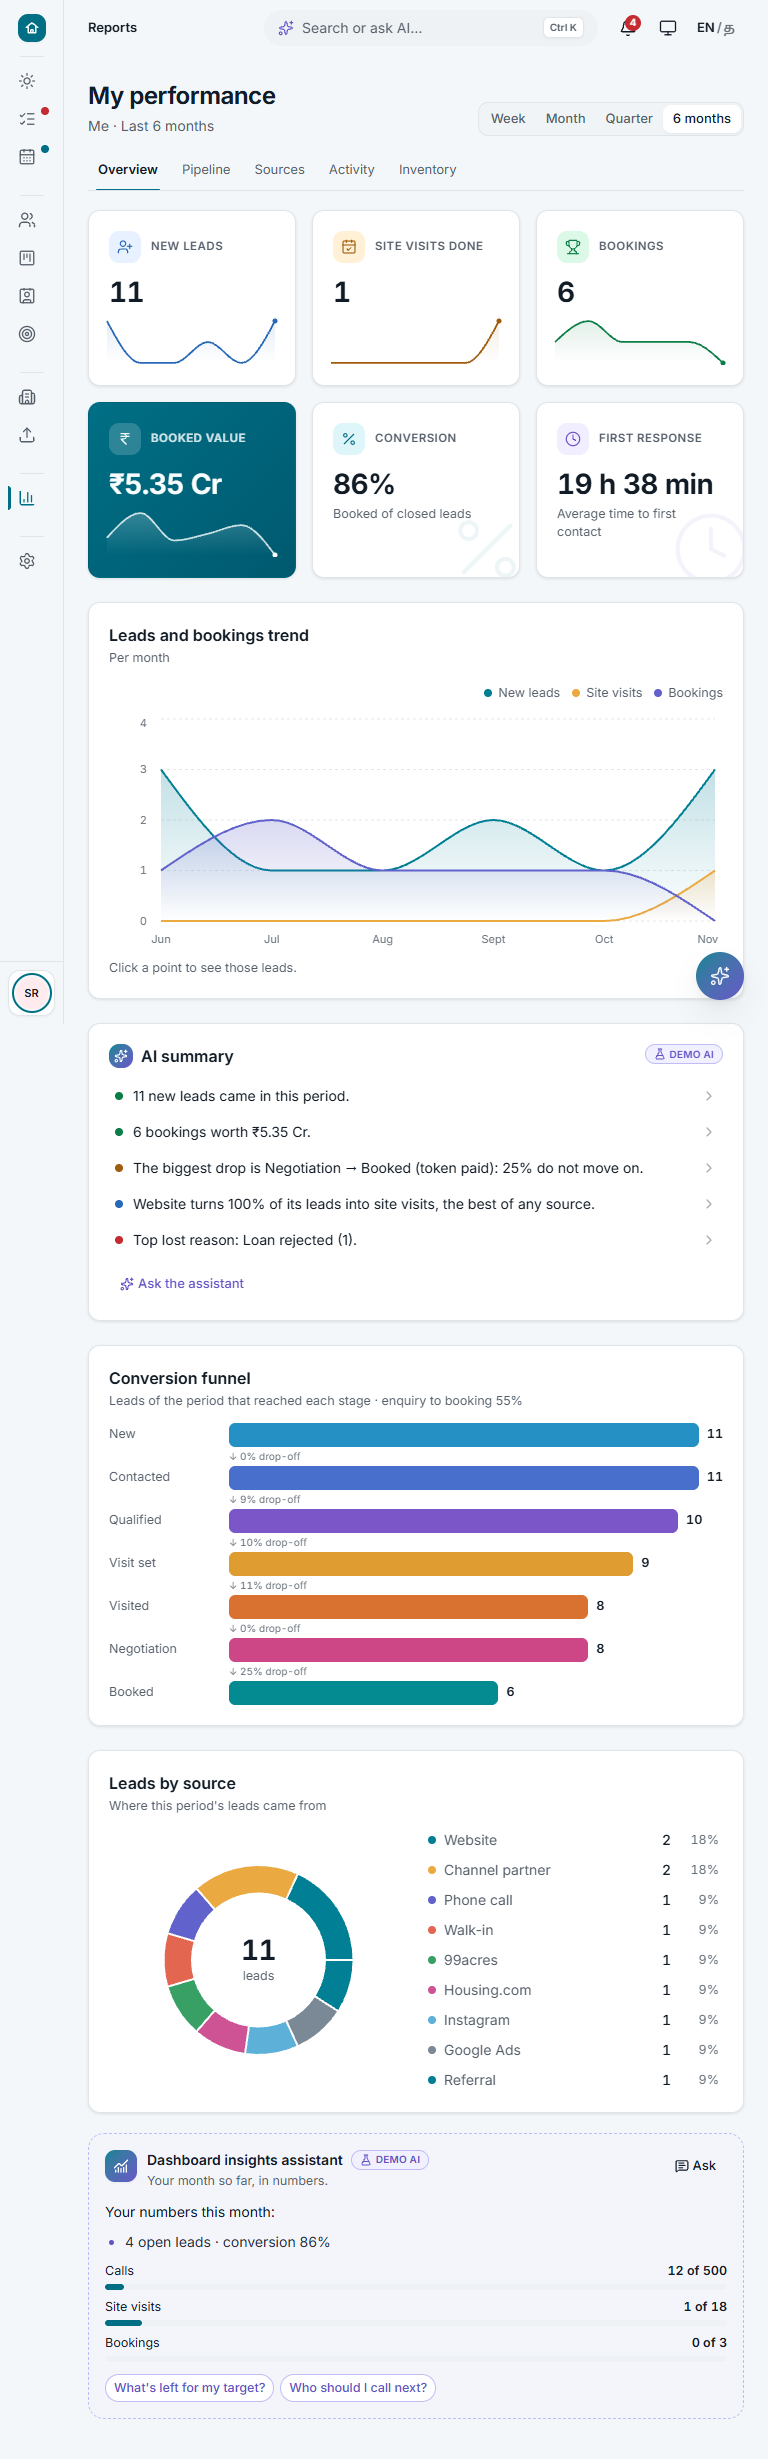 Reports
Search or ask AI...
Ctrl K
4
EN / த
My performance
Me · Last 6 months
Week Month Quarter 6 months
Overview Pipeline Sources Activity Inventory
NEW LEADS
11
SITE VISITS DONE
1
BOOKINGS
6
BOOKED VALUE
₹5.35 Cr
CONVERSION
86%
Booked of closed leads
FIRST RESPONSE
19 h 38 min
Average time to first
contact
Leads and bookings trend
Per month
New leads Site visits Bookings
4
3
2
1
0
Jun Jul Aug Sept Oct Nov
Click a point to see those leads.
SR
AI summary
DEMO AI
11 new leads came in this period.
6 bookings worth ₹5.35 Cr.
The biggest drop is Negotiation → Booked (token paid): 25% do not move on.
Website turns 100% of its leads into site visits, the best of any source.
Top lost reason: Loan rejected (1).
Ask the assistant
Conversion funnel
Leads of the period that reached each stage · enquiry to booking 55%
New 11
↓ 0% drop-off
Contacted 11
↓ 9% drop-off
Qualified 10
↓ 10% drop-off
Visit set 9
↓ 11% drop-off
Visited 8
↓ 0% drop-off
Negotiation 8
↓ 25% drop-off
Booked 6
Leads by source
Where this period's leads came from
11
leads
Website 2 18%
Channel partner 2 18%
Phone call 1 9%
Walk-in 1 9%
99acres 1 9%
Housing.com 1 9%
Instagram 1 9%
Google Ads 1 9%
Referral 1 9%
Dashboard insights assistant
DEMO AI
Your month so far, in numbers.
Ask
Your numbers this month:
• 4 open leads · conversion 86%
Calls 12 of 500
Site visits 1 of 18
Bookings 0 of 3
What's left for my target? Who should I call next?